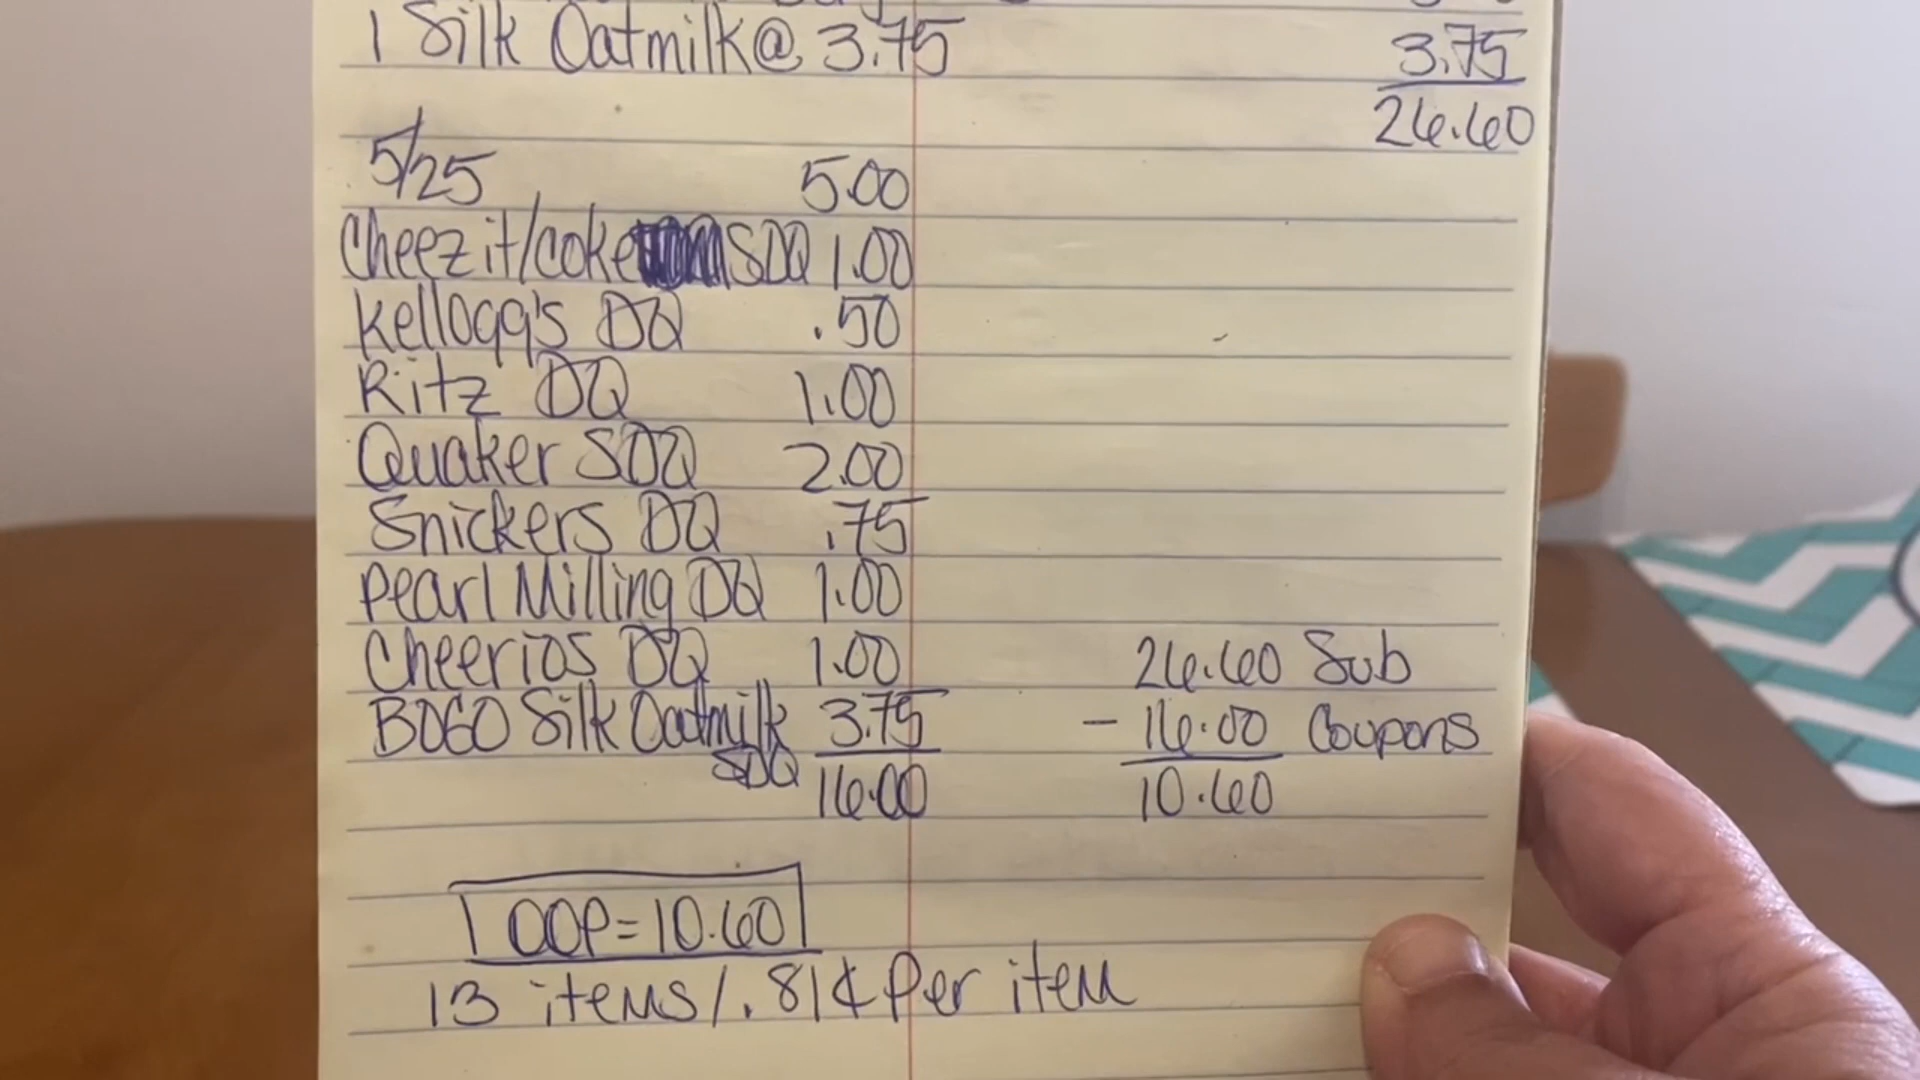 1 Silk Oatmilk @ 3.75 3.75
26.60
5/25 5.00
Cheez it/coke SDQ 1.00
Kellogg's DQ .50
Ritz DQ 1.00
Quaker SDQ 2.00
Snickers DQ .75
Pearl Milling DQ 1.00
Cheerios DQ 1.00 26.60 Sub
BOGO Silk Oatmilk 3.75 - 16.00 Coupons
SDQ 16.00 10.60
OOP=10.60
13 items/.81¢ Per item